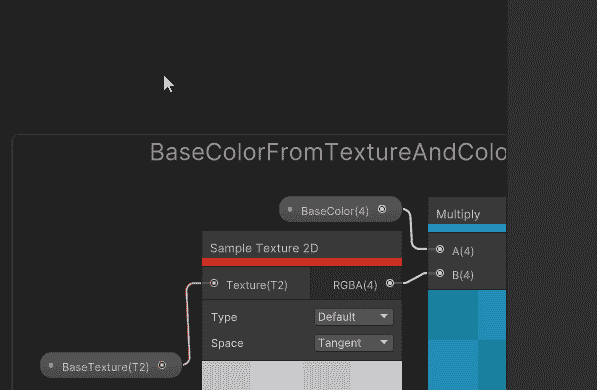 BaseColorFromTextureAndColo
BaseColor(4)
Multiply
Sample Texture 2D
A(4)
Texture(T2)
RGBA(4)
B(4)
Type
Default
Space
Tangent
BaseTexture(T2)